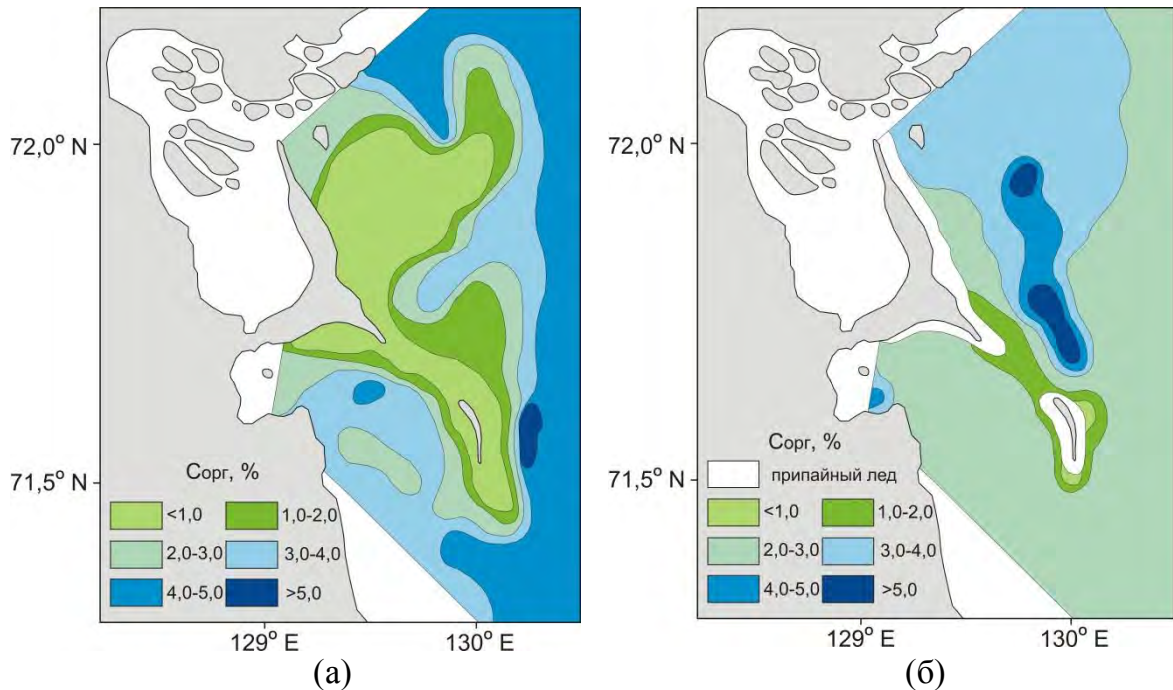 72,0° N
71,5° N
Сорг, %
<1,0
1,0-2,0
2,0-3,0
3,0-4,0
4,0-5,0
>5,0
129° E
130° E
(а)
72,0° N
71,5° N
Сорг, %
припайный лед
<1,0
1,0-2,0
2,0-3,0
3,0-4,0
4,0-5,0
>5,0
129° E
130° E
(б)